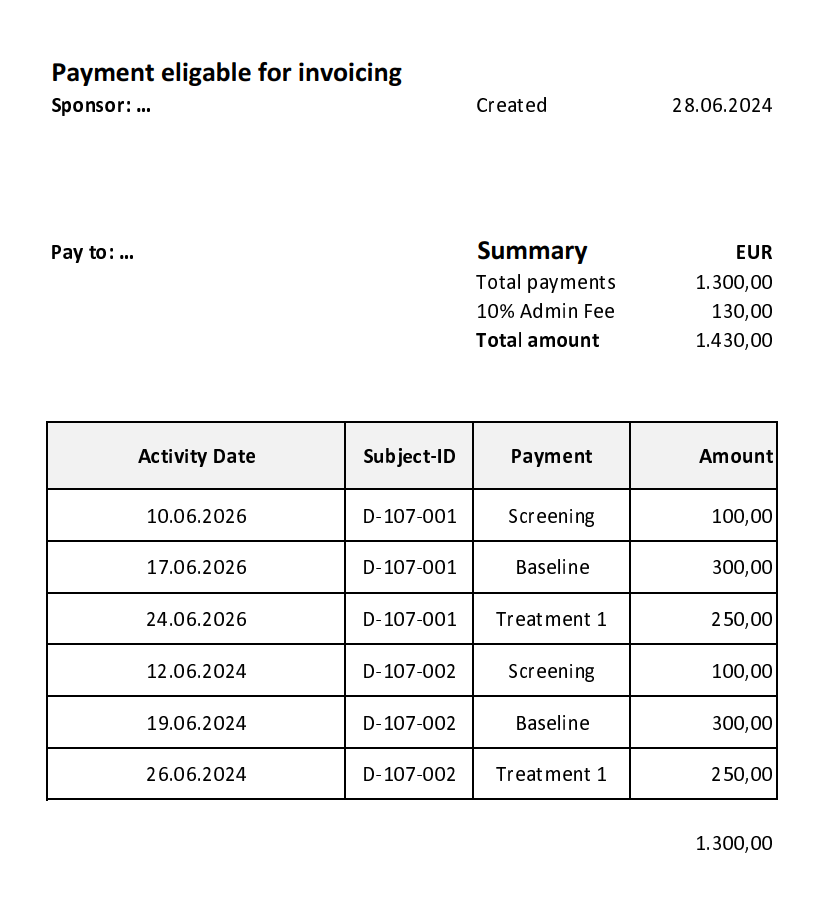 Payment eligable for invoicing
Sponsor: ... Created 28.06.2024
Pay to: ... Summary EUR
Total payments 1.300,00
10% Admin Fee 130,00
Total amount 1.430,00
Activity Date Subject-ID Payment Amount
10.06.2026 D-107-001 Screening 100,00
17.06.2026 D-107-001 Baseline 300,00
24.06.2026 D-107-001 Treatment 1 250,00
12.06.2024 D-107-002 Screening 100,00
19.06.2024 D-107-002 Baseline 300,00
26.06.2024 D-107-002 Treatment 1 250,00
1.300,00